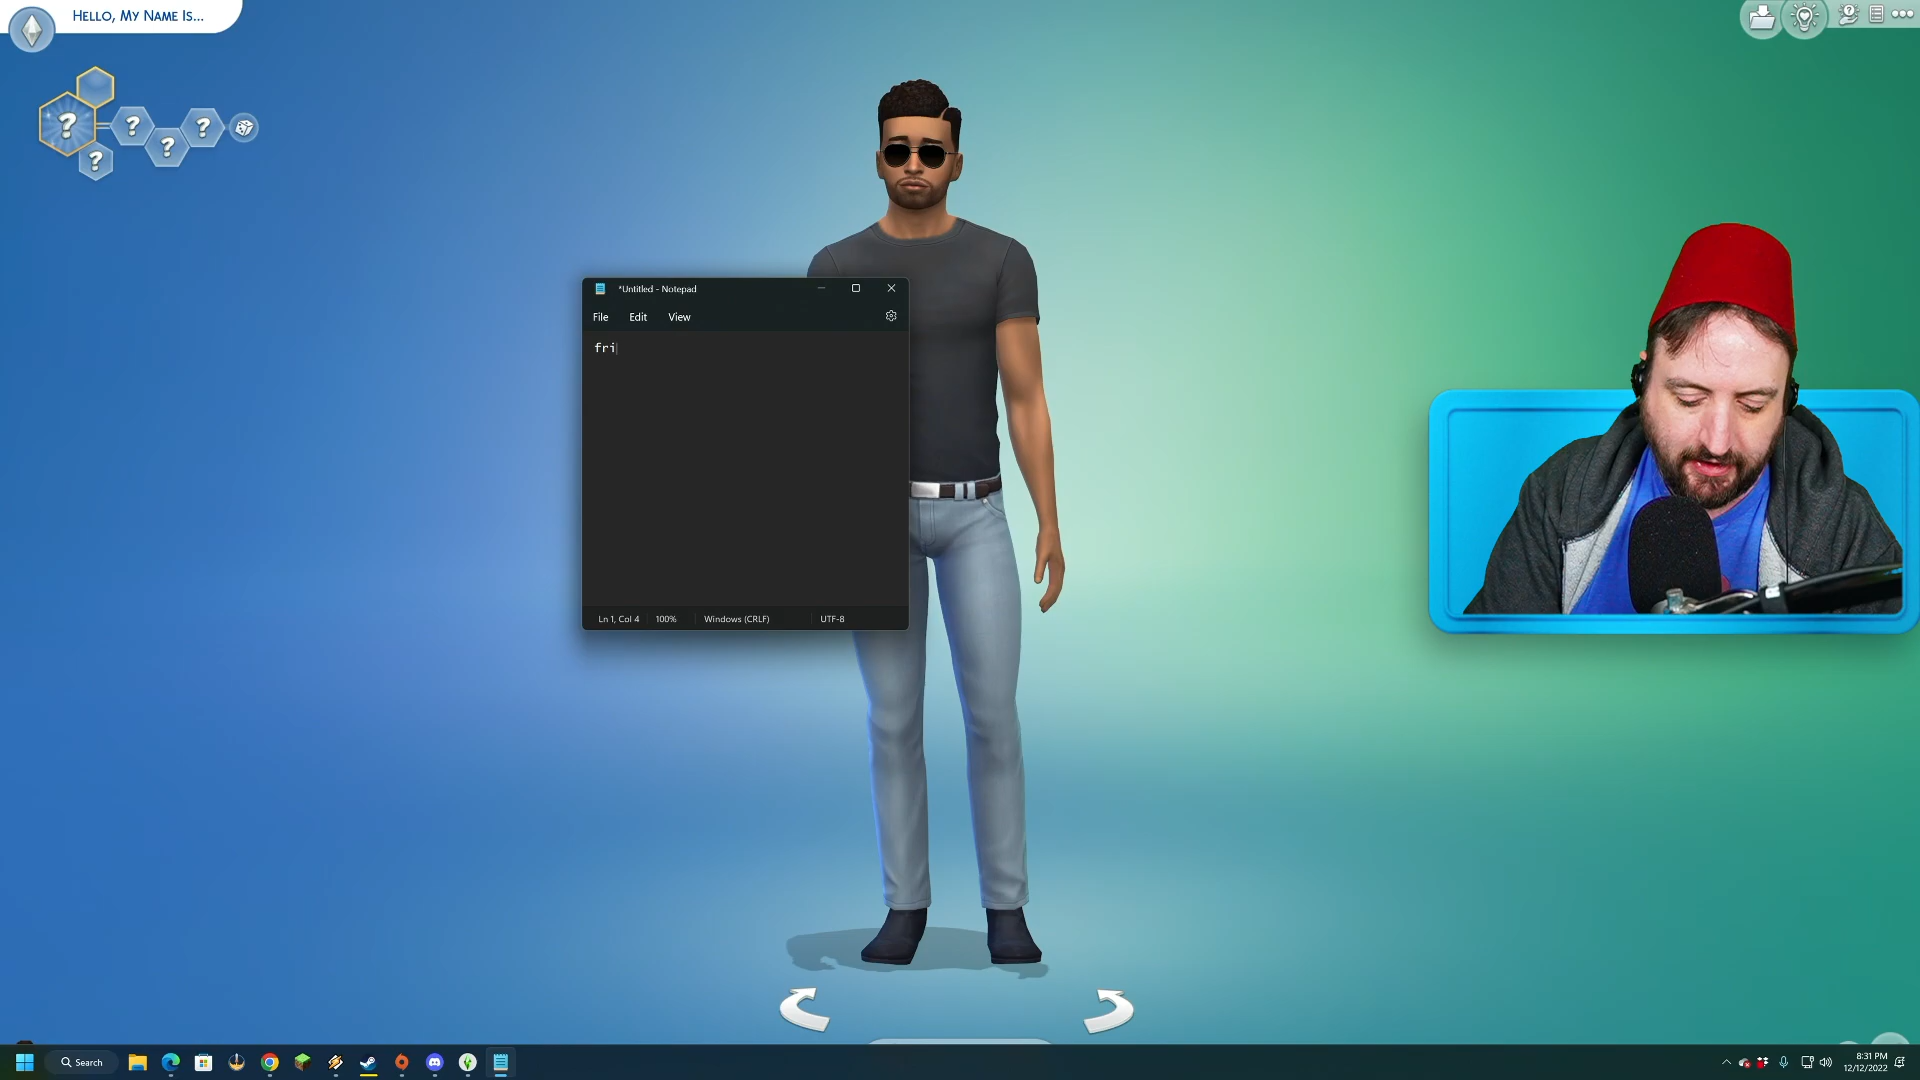 Hello, My Name Is...
? ? ? ? ?
*Untitled - Notepad
File Edit View
fri
Ln 1, Col 4 100% Windows (CRLF) UTF-8
Search
8:31 PM
12/12/2022